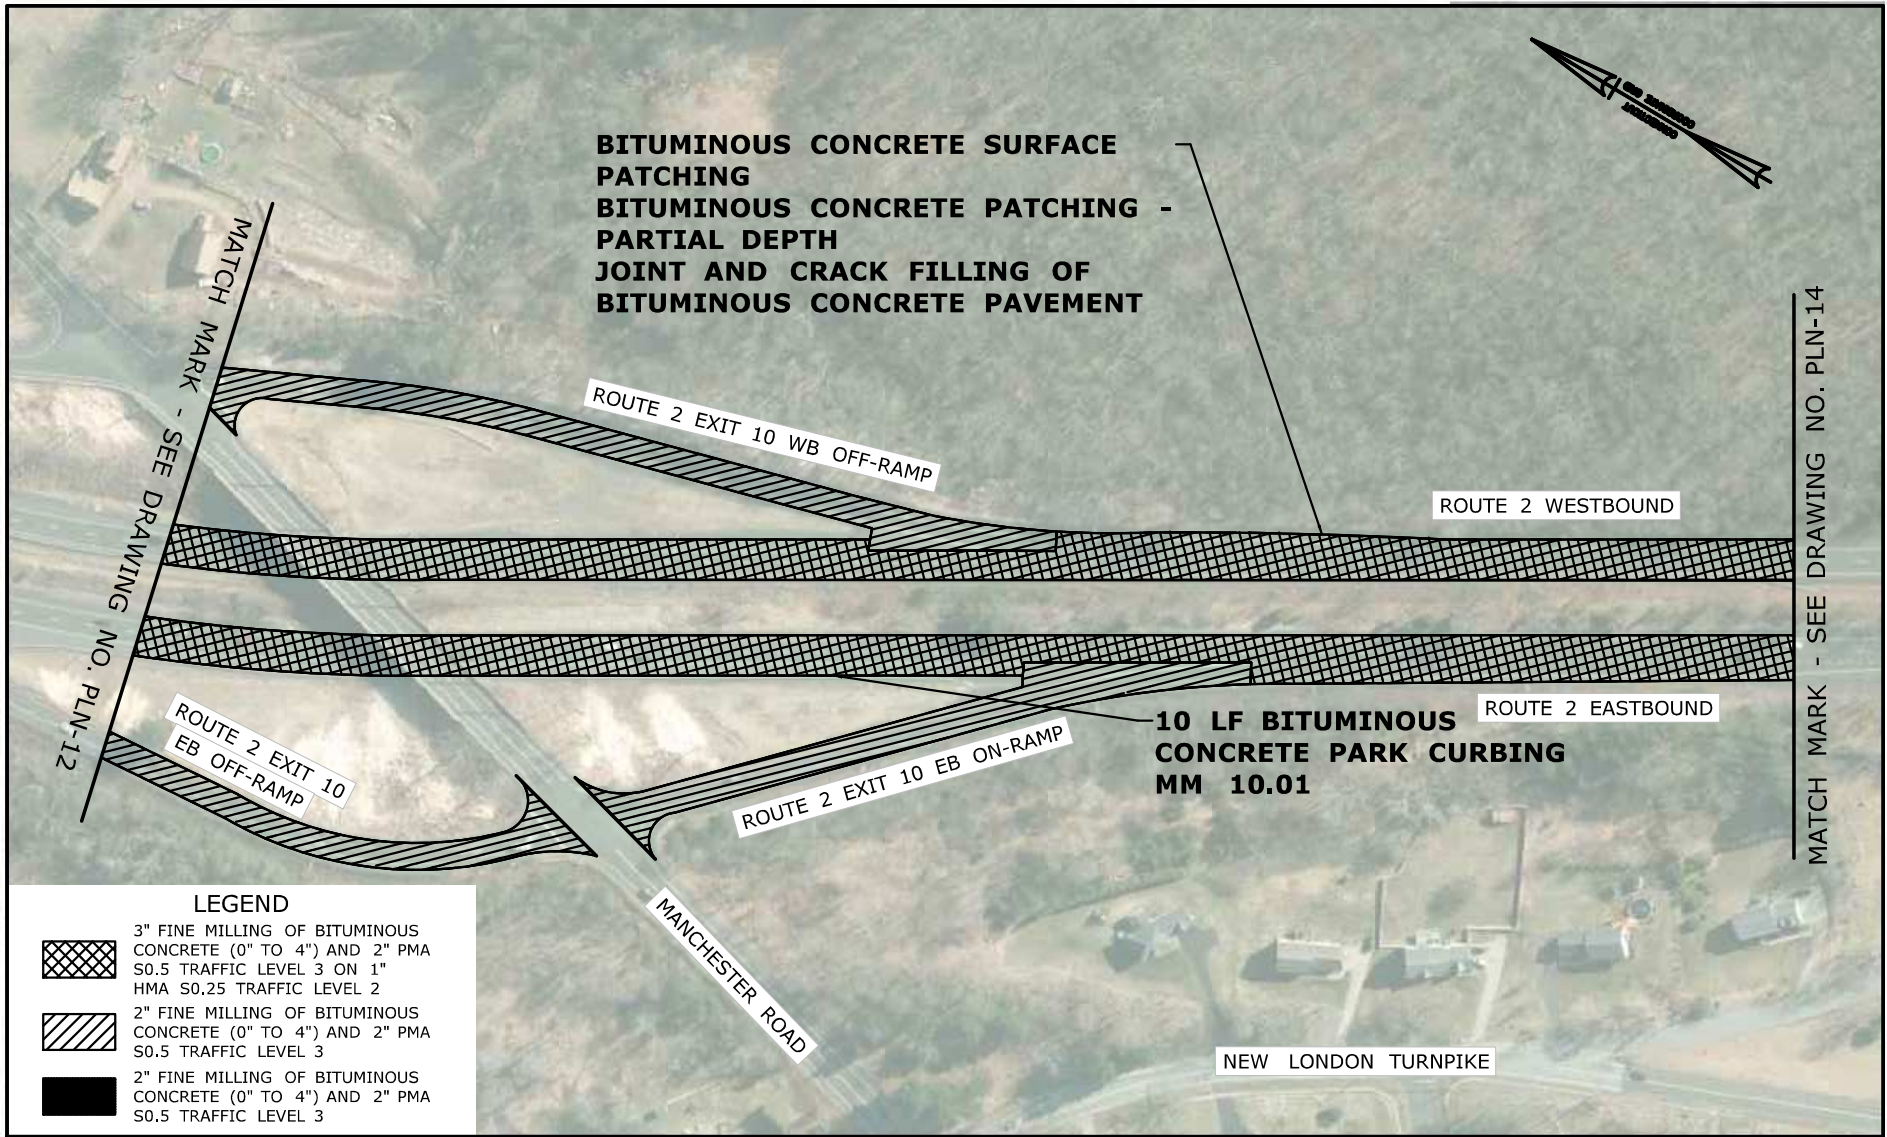 CONNECTICUT
COORDINATE GRID
BITUMINOUS CONCRETE SURFACE
PATCHING
BITUMINOUS CONCRETE PATCHING -
PARTIAL DEPTH
JOINT AND CRACK FILLING OF
BITUMINOUS CONCRETE PAVEMENT
MATCH MARK - SEE DRAWING NO. PLN-12
ROUTE 2 EXIT 10 WB OFF-RAMP
ROUTE 2 WESTBOUND
MATCH MARK - SEE DRAWING NO. PLN-14
ROUTE 2 EXIT 10
EB OFF-RAMP
ROUTE 2 EXIT 10 EB ON-RAMP
ROUTE 2 EASTBOUND
10 LF BITUMINOUS
CONCRETE PARK CURBING
MM 10.01
MANCHESTER ROAD
NEW LONDON TURNPIKE
LEGEND
3" FINE MILLING OF BITUMINOUS
CONCRETE (0" TO 4") AND 2" PMA
S0.5 TRAFFIC LEVEL 3 ON 1"
HMA S0.25 TRAFFIC LEVEL 2
2" FINE MILLING OF BITUMINOUS
CONCRETE (0" TO 4") AND 2" PMA
S0.5 TRAFFIC LEVEL 3
2" FINE MILLING OF BITUMINOUS
CONCRETE (0" TO 4") AND 2" PMA
S0.5 TRAFFIC LEVEL 3